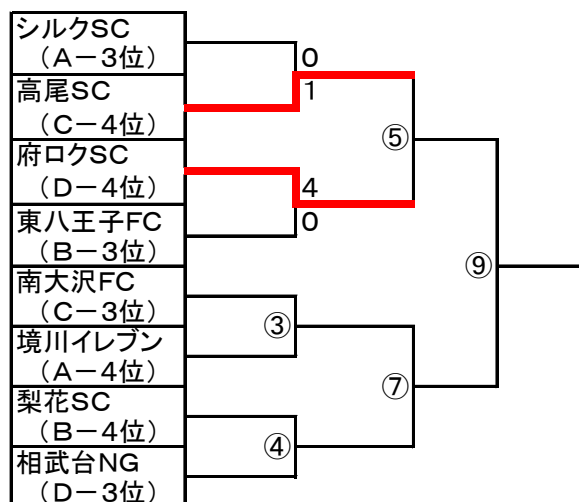 シルクSC
（A－3位）
高尾SC
（C－4位）
府ロクSC
（D－4位）
東八王子FC
（B－3位）
南大沢FC
（C－3位）
境川イレブン
（A－4位）
梨花SC
（B－4位）
相武台NG
（D－3位）
0
1
4
0
③
④
⑤
⑦
⑨